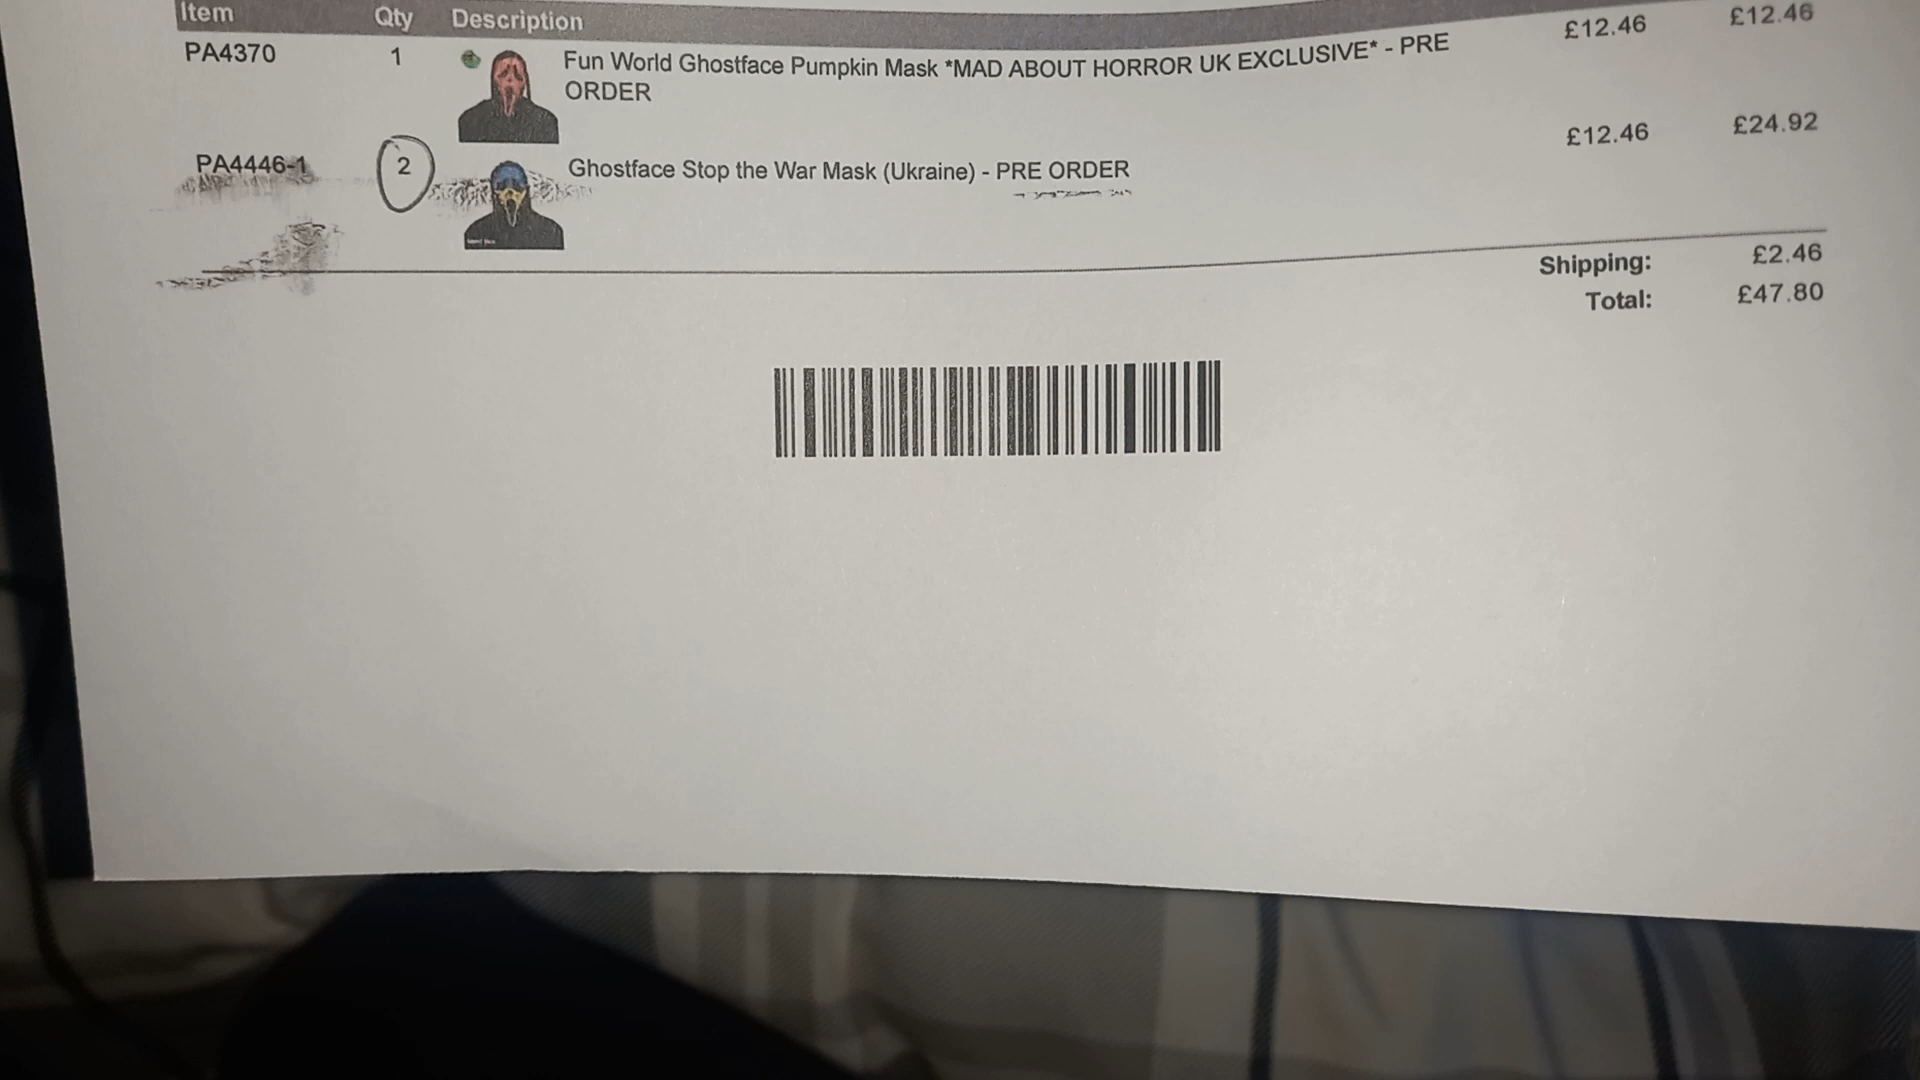 Item Qty Description
PA4370 1 Fun World Ghostface Pumpkin Mask *MAD ABOUT HORROR UK EXCLUSIVE* - PRE £12.46 £12.46
ORDER
PA4446-1 2 Ghostface Stop the War Mask (Ukraine) - PRE ORDER £12.46 £24.92
Shipping: £2.46
Total: £47.80